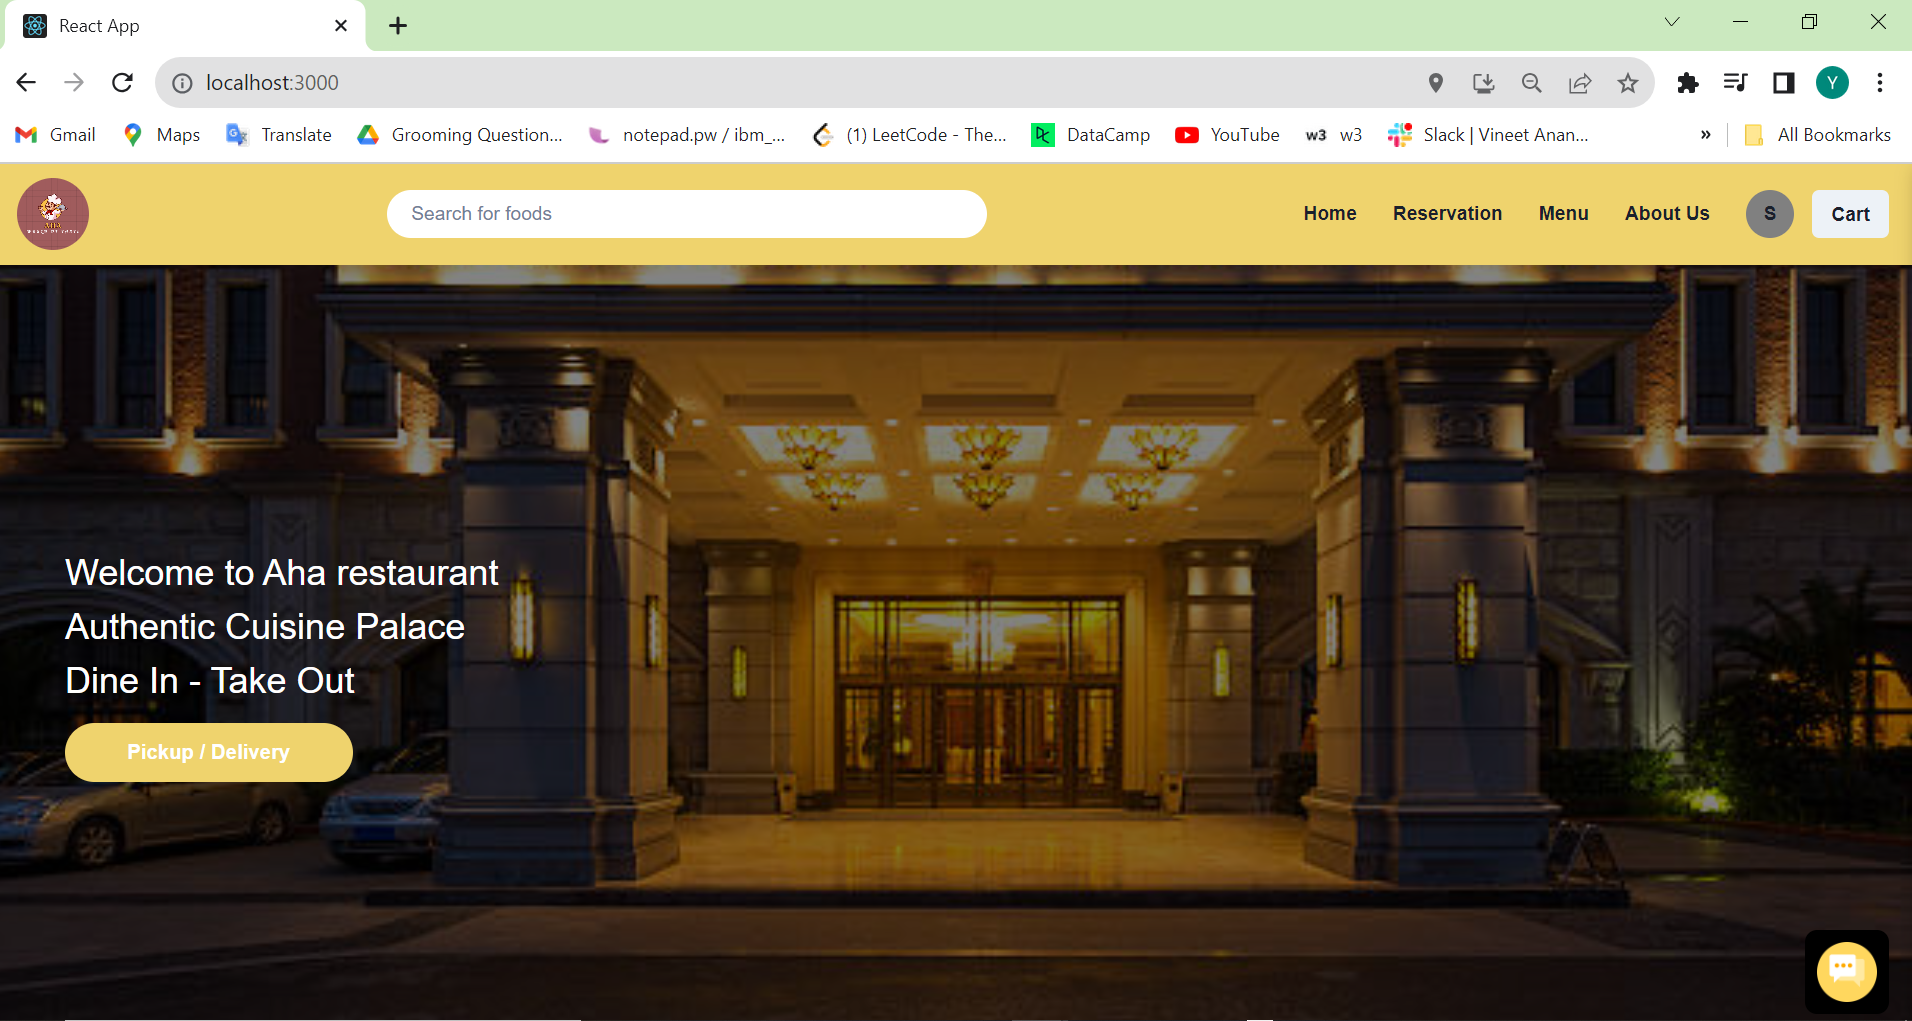 React App
localhost:3000
Gmail Maps Translate Grooming Question... notepad.pw / ibm_... (1) LeetCode - The... DataCamp YouTube w3 w3 Slack | Vineet Anan... » All Bookmarks
Y
AHA
Search for foods
Home Reservation Menu About Us S Cart
Welcome to Aha restaurant
Authentic Cuisine Palace
Dine In - Take Out
Pickup / Delivery